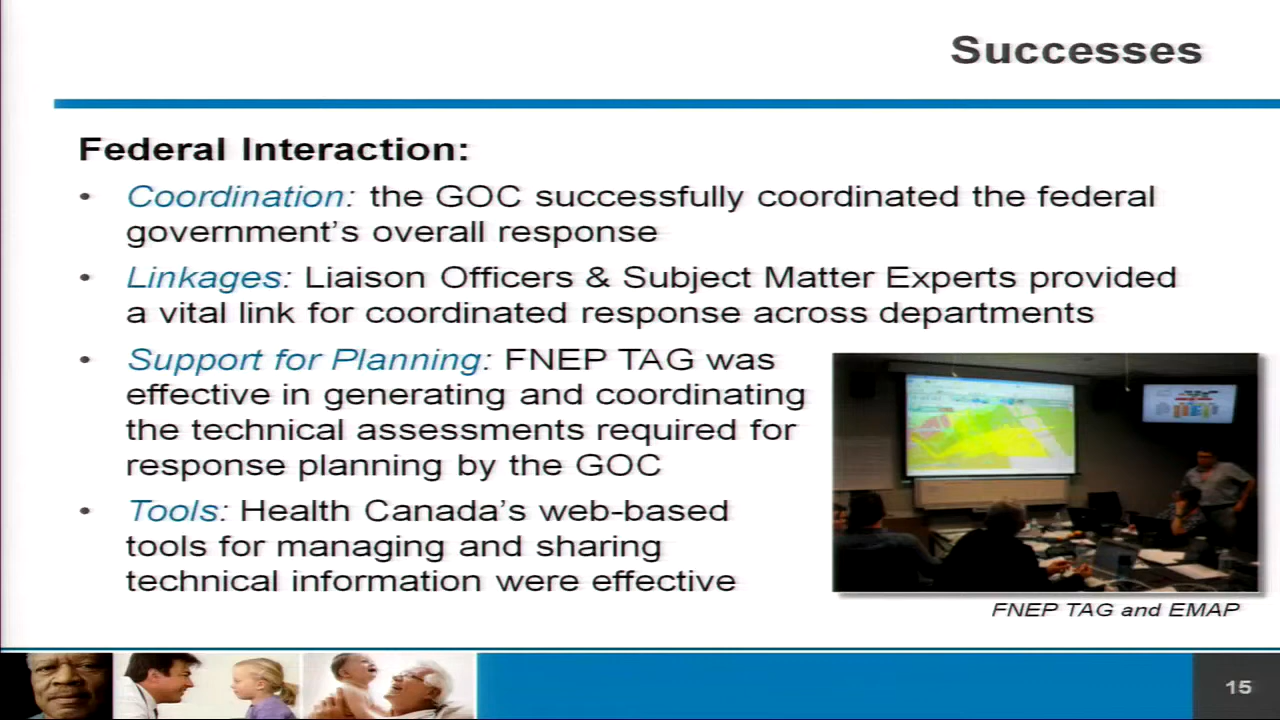 Successes
Federal Interaction:
• Coordination: the GOC successfully coordinated the federal
government's overall response
• Linkages: Liaison Officers & Subject Matter Experts provided
a vital link for coordinated response across departments
• Support for Planning: FNEP TAG was
effective in generating and coordinating
the technical assessments required for
response planning by the GOC
• Tools: Health Canada's web-based
tools for managing and sharing
technical information were effective
FNEP TAG and EMAP
15